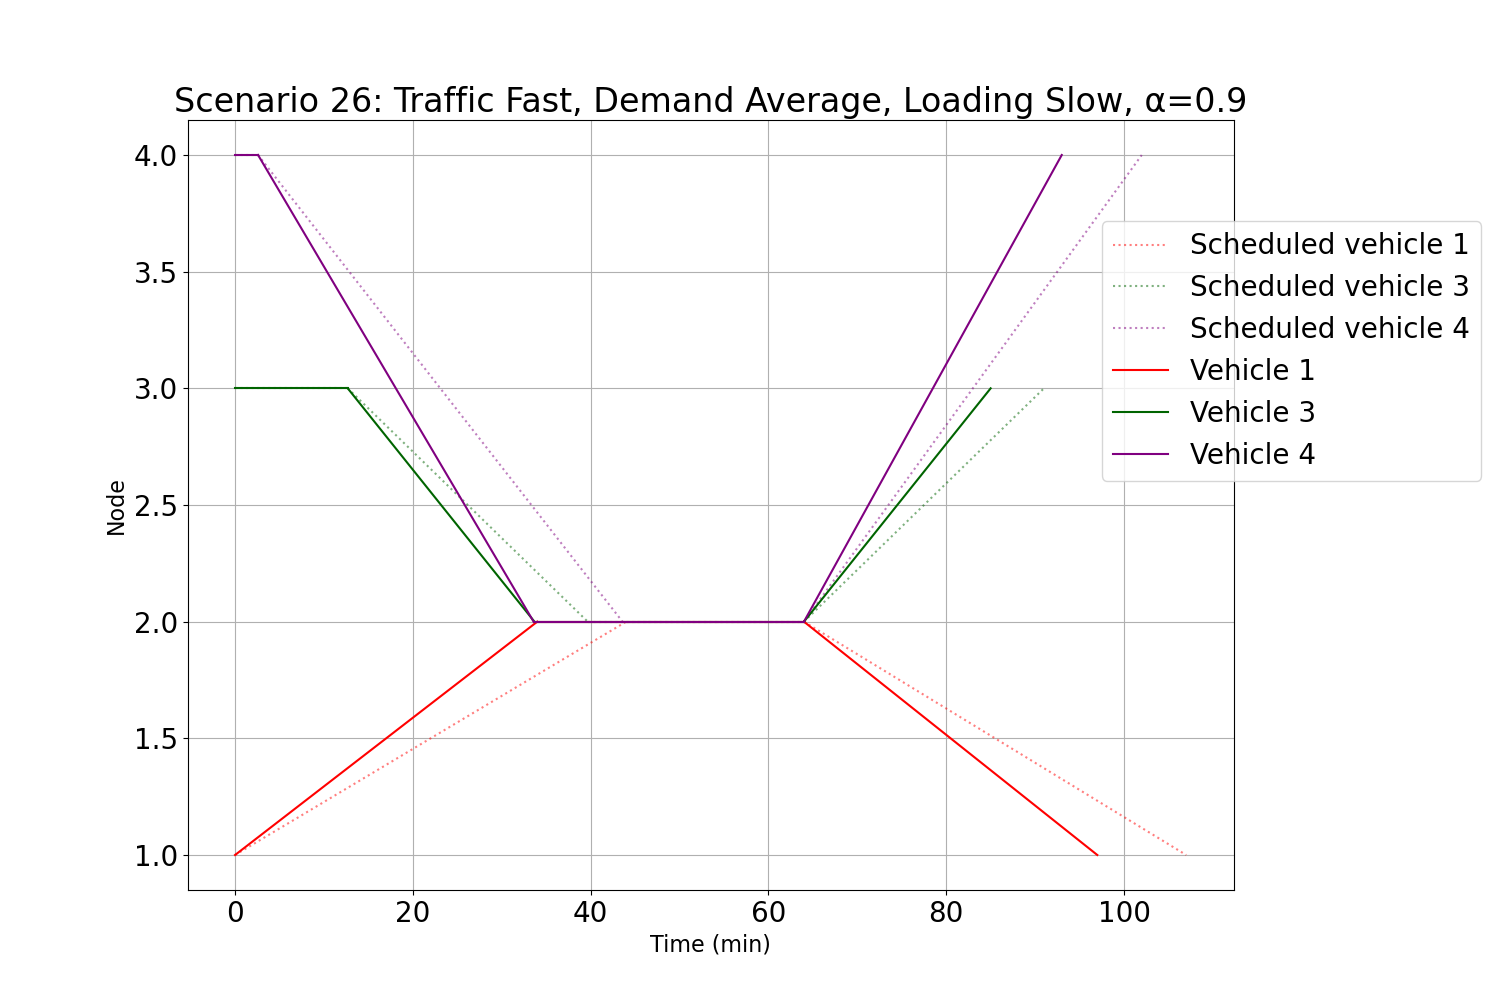 Scenario 26: Traffic Fast, Demand Average, Loading Slow, α=0.9
4.0
3.5
3.0
2.5
2.0
1.5
1.0
Node
0 20 40 60 80 100
Time (min)
Scheduled vehicle 1
Scheduled vehicle 3
Scheduled vehicle 4
Vehicle 1
Vehicle 3
Vehicle 4